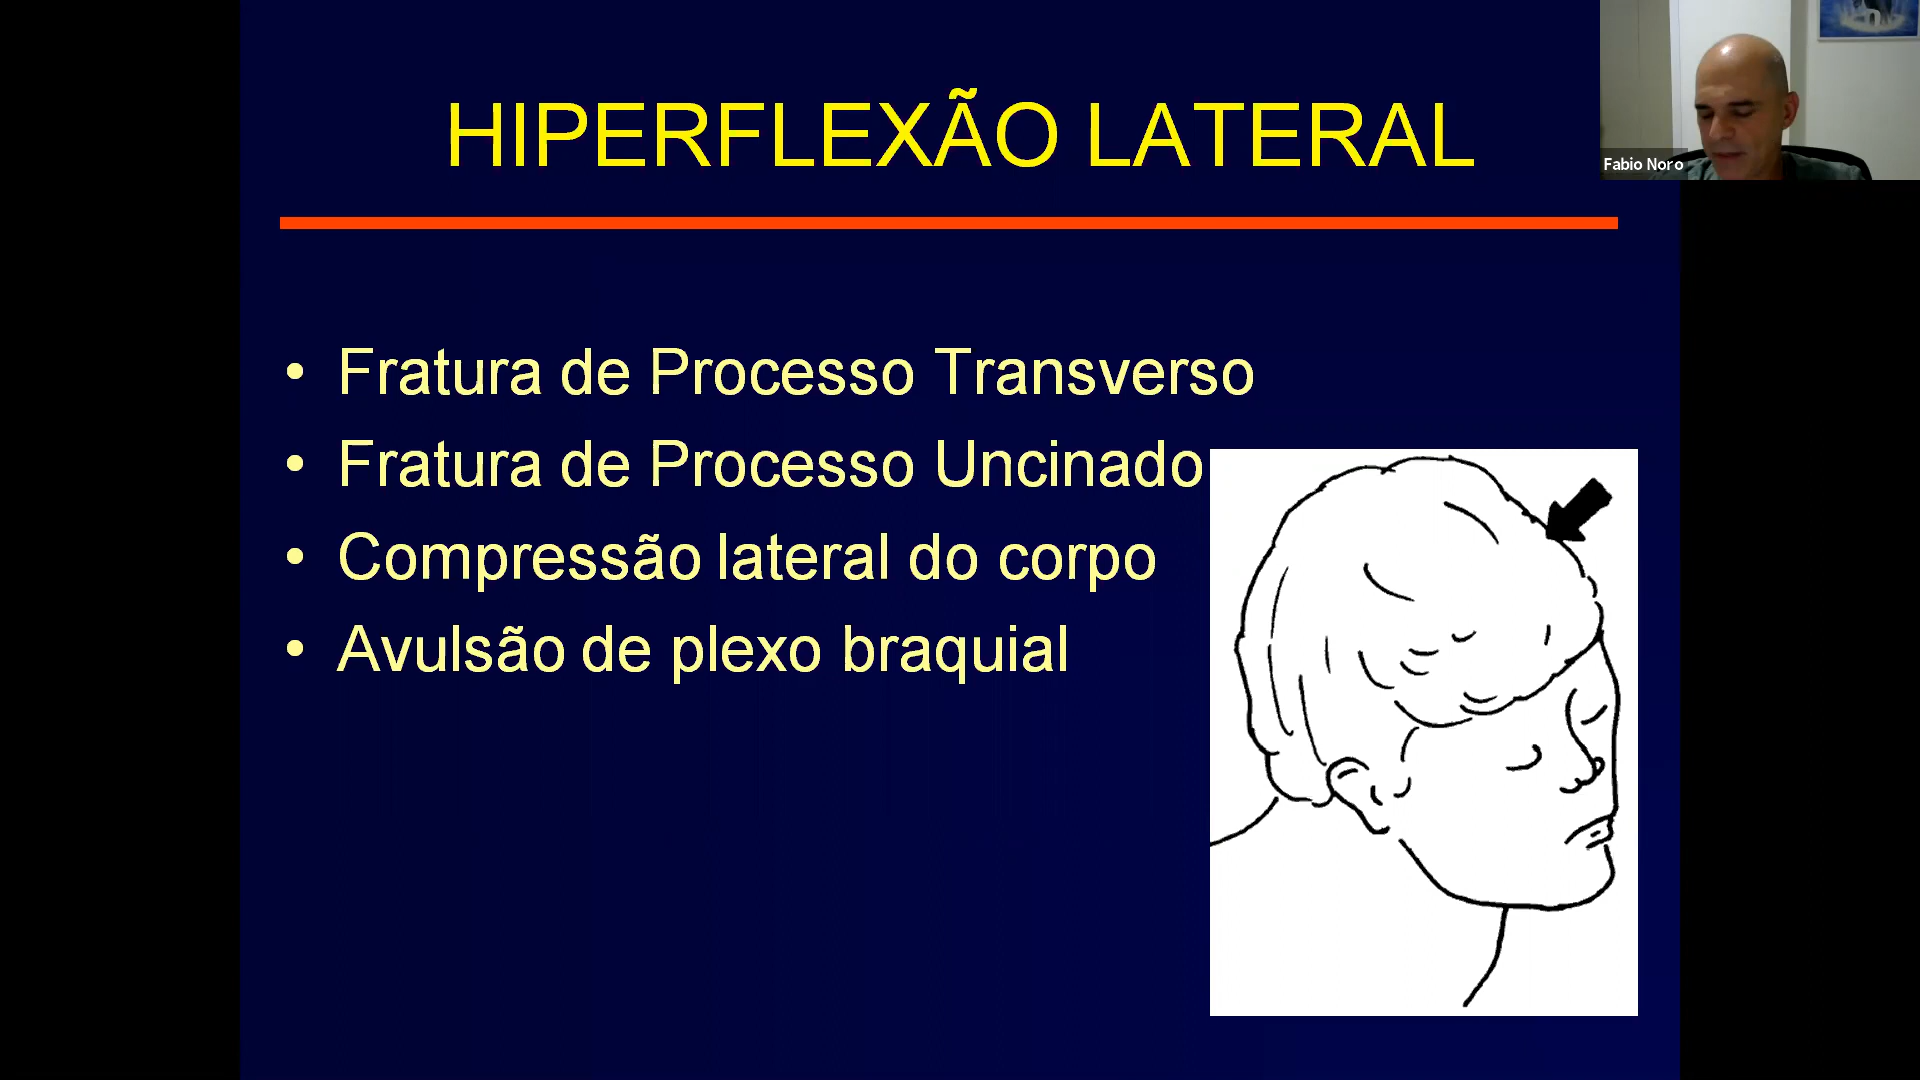 HIPERFLEXÃO LATERAL
Fabio Noro
• Fratura de Processo Transverso
• Fratura de Processo Uncinado
• Compressão lateral do corpo
• Avulsão de plexo braquial